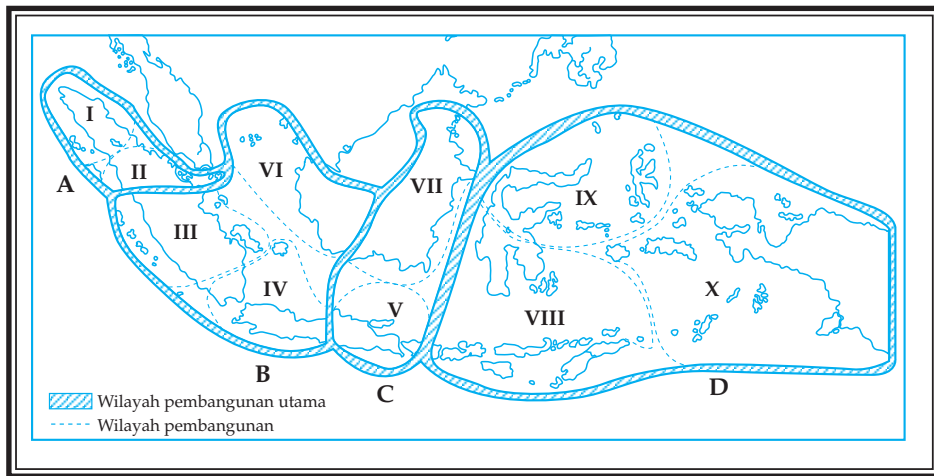 I
II
A
III
VI
IV
B
VII
V
C
IX
VIII
X
D
Wilayah pembangunan utama
Wilayah pembangunan